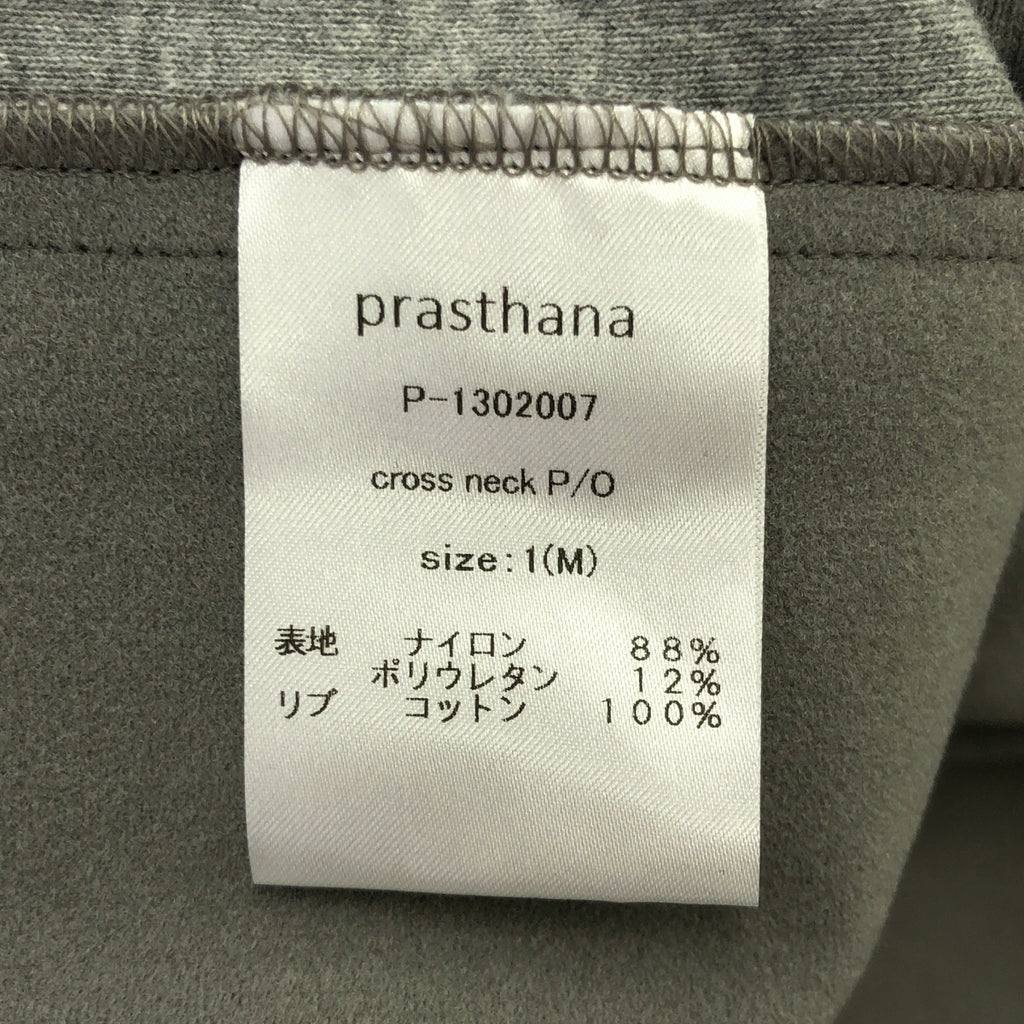 prasthana
P-1302007
cross neck P/O
size:1(M)
表地 ナイロン 88%
ポリウレタン 12%
リブ コットン 100%